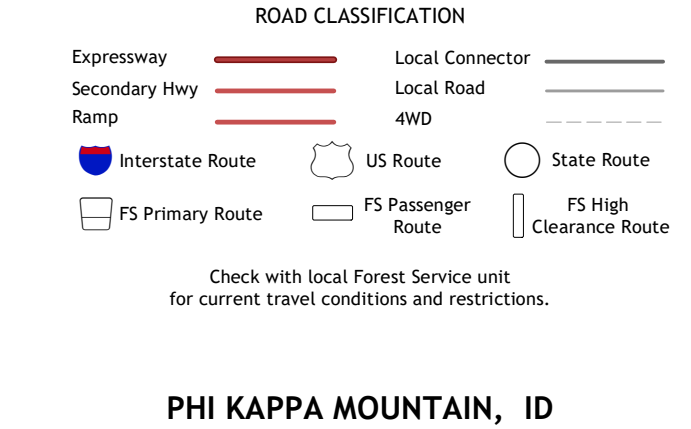 ROAD CLASSIFICATION
Expressway
Local Connector
Secondary Hwy
Local Road
Ramp
4WD
Interstate Route
US Route
State Route
FS Primary Route
FS Passenger
Route
FS High
Clearance Route
Check with local Forest Service unit
for current travel conditions and restrictions.
PHI KAPPA MOUNTAIN, ID